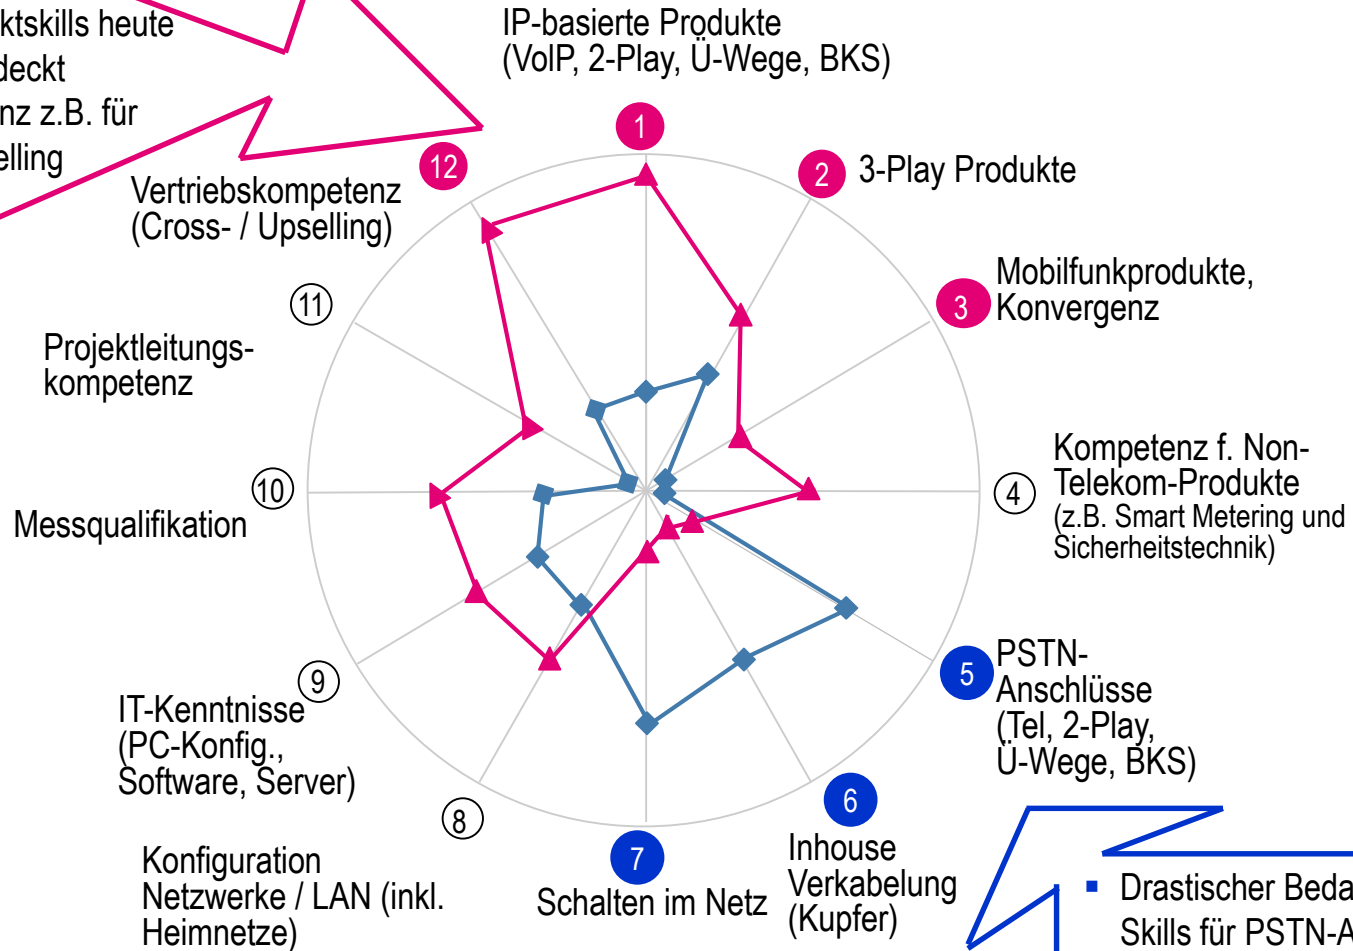 ktskills heute
deckt
nz z.B. für
elling
IP-basierte Produkte
(VoIP, 2-Play, Ü-Wege, BKS)
1
2
3-Play Produkte
3
Mobilfunkprodukte,
Konvergenz
4
Kompetenz f. Non-
Telekom-Produkte
(z.B. Smart Metering und
Sicherheitstechnik)
5
PSTN-
Anschlüsse
(Tel, 2-Play,
Ü-Wege, BKS)
6
Inhouse
Verkabelung
(Kupfer)
7
Schalten im Netz
8
Konfiguration
Netzwerke / LAN (inkl.
Heimnetze)
9
IT-Kenntnisse
(PC-Konfig.,
Software, Server)
10
Messqualifikation
11
Projektleitungs-
kompetenz
12
Vertriebskompetenz
(Cross- / Upselling)
▪ Drastischer Beda
Skills für PSTN-A